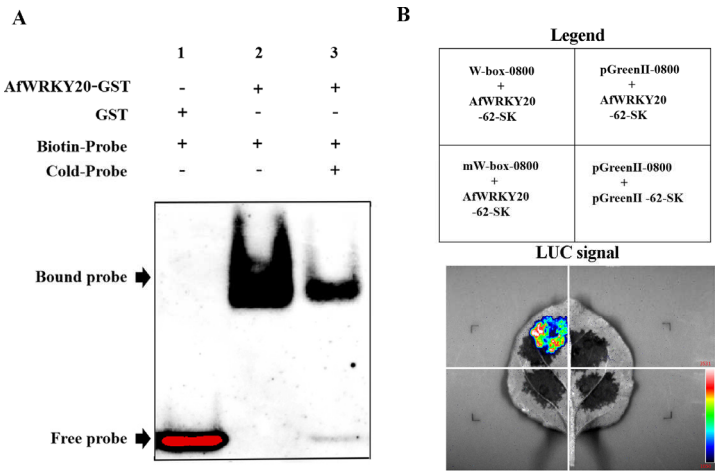 A
1 2 3
AfWRKY20-GST - + +
GST + - -
Biotin-Probe + + +
Cold-Probe - - +
Bound probe
Free probe
B
Legend
W-box-0800
+
AfWRKY20
-62-SK
pGreenII-0800
+
AfWRKY20
-62-SK
mW-box-0800
+
AfWRKY20
-62-SK
pGreenII-0800
+
pGreenII -62-SK
LUC signal